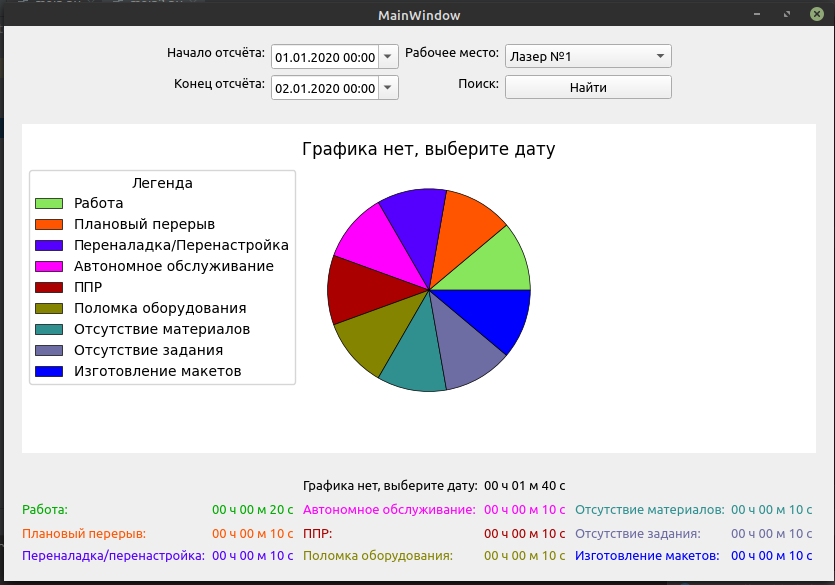 MainWindow
Начало отсчёта: 01.01.2020 00:00 Рабочее место: Лазер №1
Конец отсчёта: 02.01.2020 00:00 Поиск: Найти
Графика нет, выберите дату
Легенда
Работа
Плановый перерыв
Переналадка/Перенастройка
Автономное обслуживание
ППР
Поломка оборудования
Отсутствие материалов
Отсутствие задания
Изготовление макетов
Графика нет, выберите дату: 00 ч 01 м 40 с
Работа: 00 ч 00 м 20 с Автономное обслуживание: 00 ч 00 м 10 с Отсутствие материалов: 00 ч 00 м 10 с
Плановый перерыв: 00 ч 00 м 10 с ППР: 00 ч 00 м 10 с Отсутствие задания: 00 ч 00 м 10 с
Переналадка/перенастройка: 00 ч 00 м 10 с Поломка оборудования: 00 ч 00 м 10 с Изготовление макетов: 00 ч 00 м 10 с